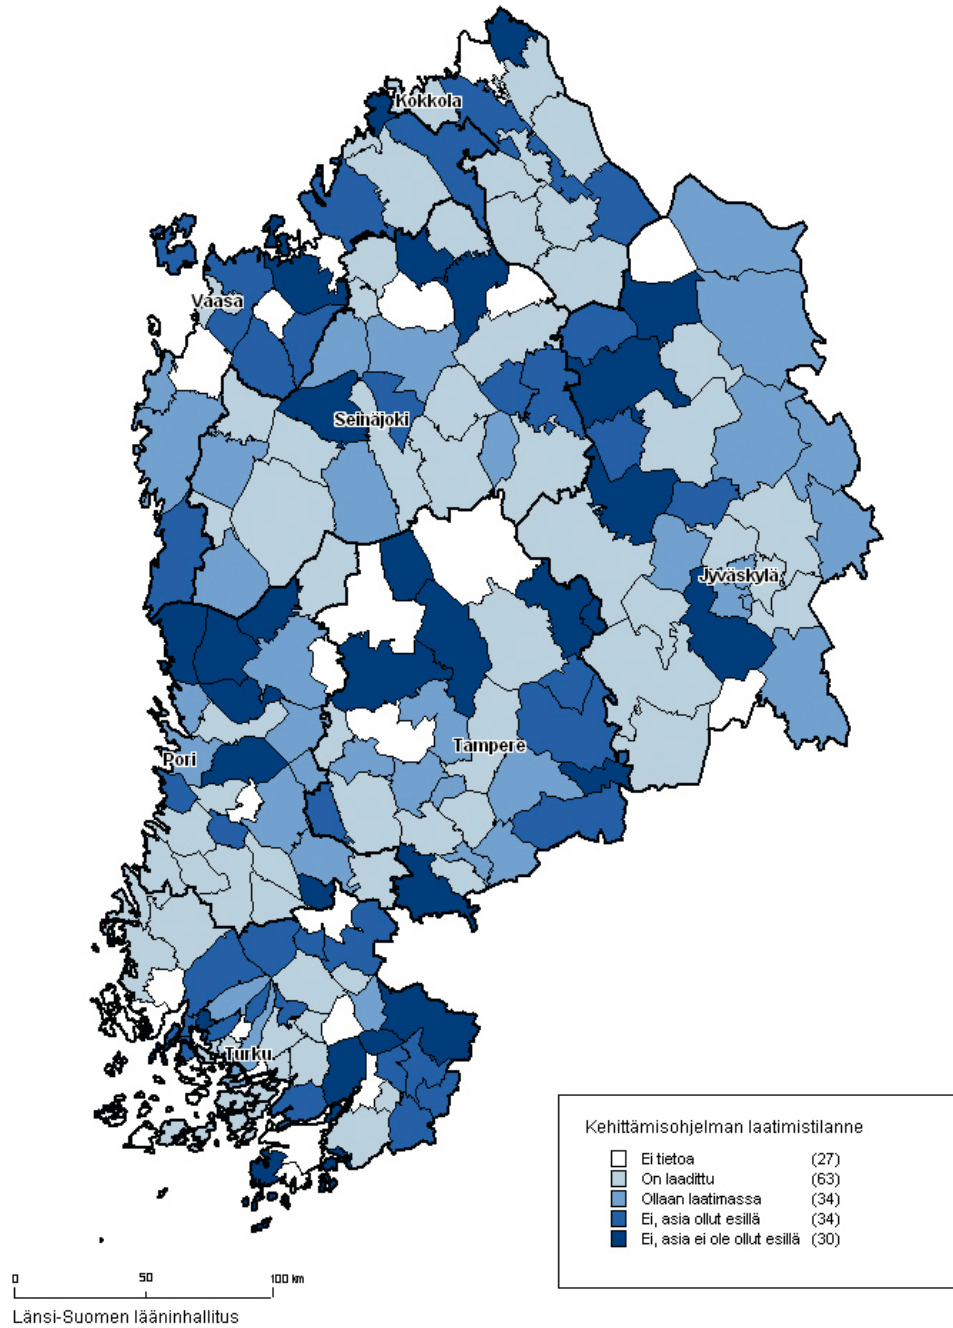 Kokkola
Vaasa
Seinäjoki
Jyväskylä
Tampere
Pori
Turku
Kehittämisohjelman laatimistilanne
Ei tietoa (27)
On laadittu (63)
Ollaan laatimassa (34)
Ei, asia ollut esillä (34)
Ei, asia ei ole ollut esillä (30)
0 50 100 km
Länsi-Suomen lääninhallitus